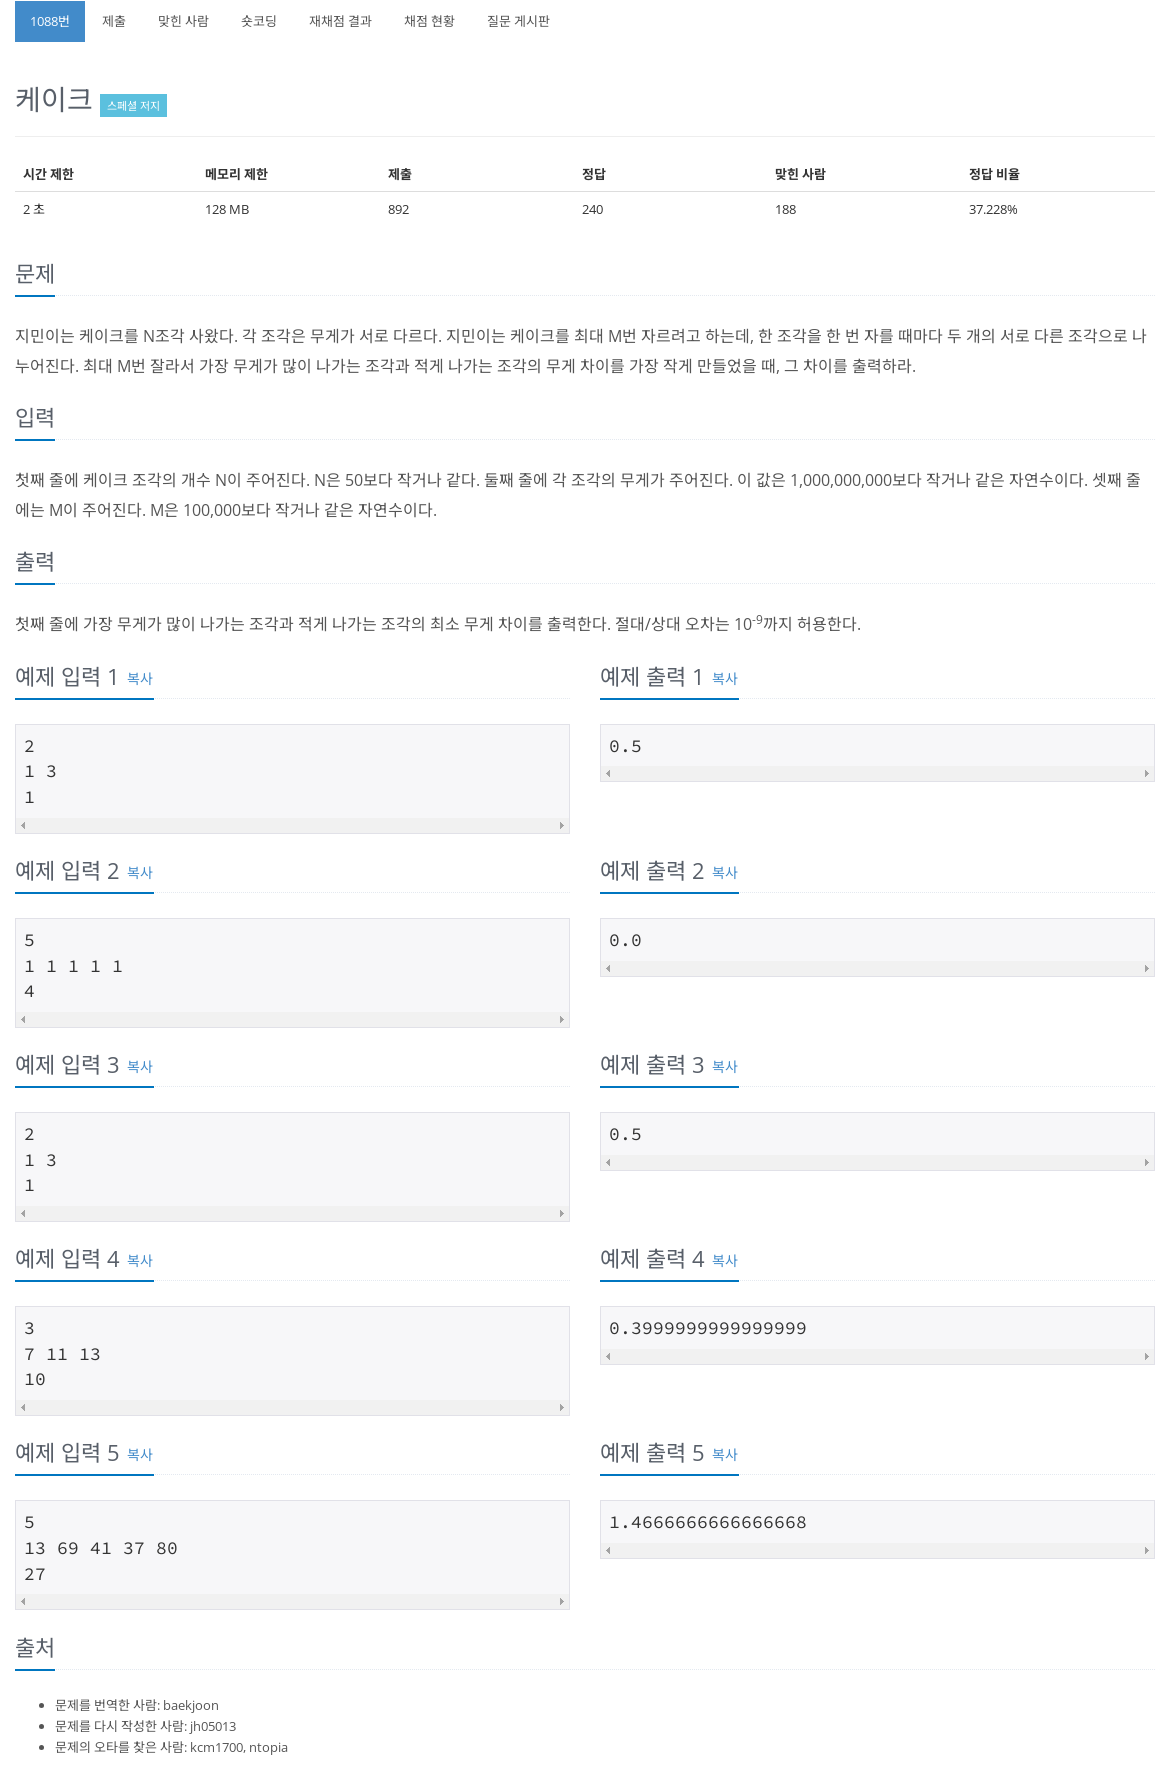 1088번 제출 맞힌 사람 숏코딩 재채점 결과 채점 현황 질문 게시판
케이크 스페셜 저지
시간 제한 메모리 제한 제출 정답 맞힌 사람 정답 비율
2 초 128 MB 892 240 188 37.228%
문제
지민이는 케이크를 N조각 사왔다. 각 조각은 무게가 서로 다르다. 지민이는 케이크를 최대 M번 자르려고 하는데, 한 조각을 한 번 자를 때마다 두 개의 서로 다른 조각으로 나
누어진다. 최대 M번 잘라서 가장 무게가 많이 나가는 조각과 적게 나가는 조각의 무게 차이를 가장 작게 만들었을 때, 그 차이를 출력하라.
입력
첫째 줄에 케이크 조각의 개수 N이 주어진다. N은 50보다 작거나 같다. 둘째 줄에 각 조각의 무게가 주어진다. 이 값은 1,000,000,000보다 작거나 같은 자연수이다. 셋째 줄
에는 M이 주어진다. M은 100,000보다 작거나 같은 자연수이다.
출력
첫째 줄에 가장 무게가 많이 나가는 조각과 적게 나가는 조각의 최소 무게 차이를 출력한다. 절대/상대 오차는 10-9까지 허용한다.
예제 입력 1 복사
2
1 3
1
예제 출력 1 복사
0.5
예제 입력 2 복사
5
1 1 1 1 1
4
예제 출력 2 복사
0.0
예제 입력 3 복사
2
1 3
1
예제 출력 3 복사
0.5
예제 입력 4 복사
3
7 11 13
10
예제 출력 4 복사
0.3999999999999999
예제 입력 5 복사
5
13 69 41 37 80
27
예제 출력 5 복사
1.4666666666666668
출처
문제를 번역한 사람: baekjoon
문제를 다시 작성한 사람: jh05013
문제의 오타를 찾은 사람: kcm1700, ntopia